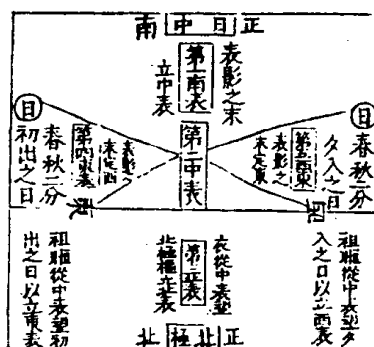 正日中南
表影之末
第一南表
立中表
日
春秋二分
夕入之日
第五西東
表影之
末定東
第二中表
表影之
末定西
第四東表
日
春秋二分
初出之日
祖暅從中表望夕
入之日以立西表
從中表望
第三北表
北極樞立北表
祖暅從中表望初
出之日以立東表
正北極北